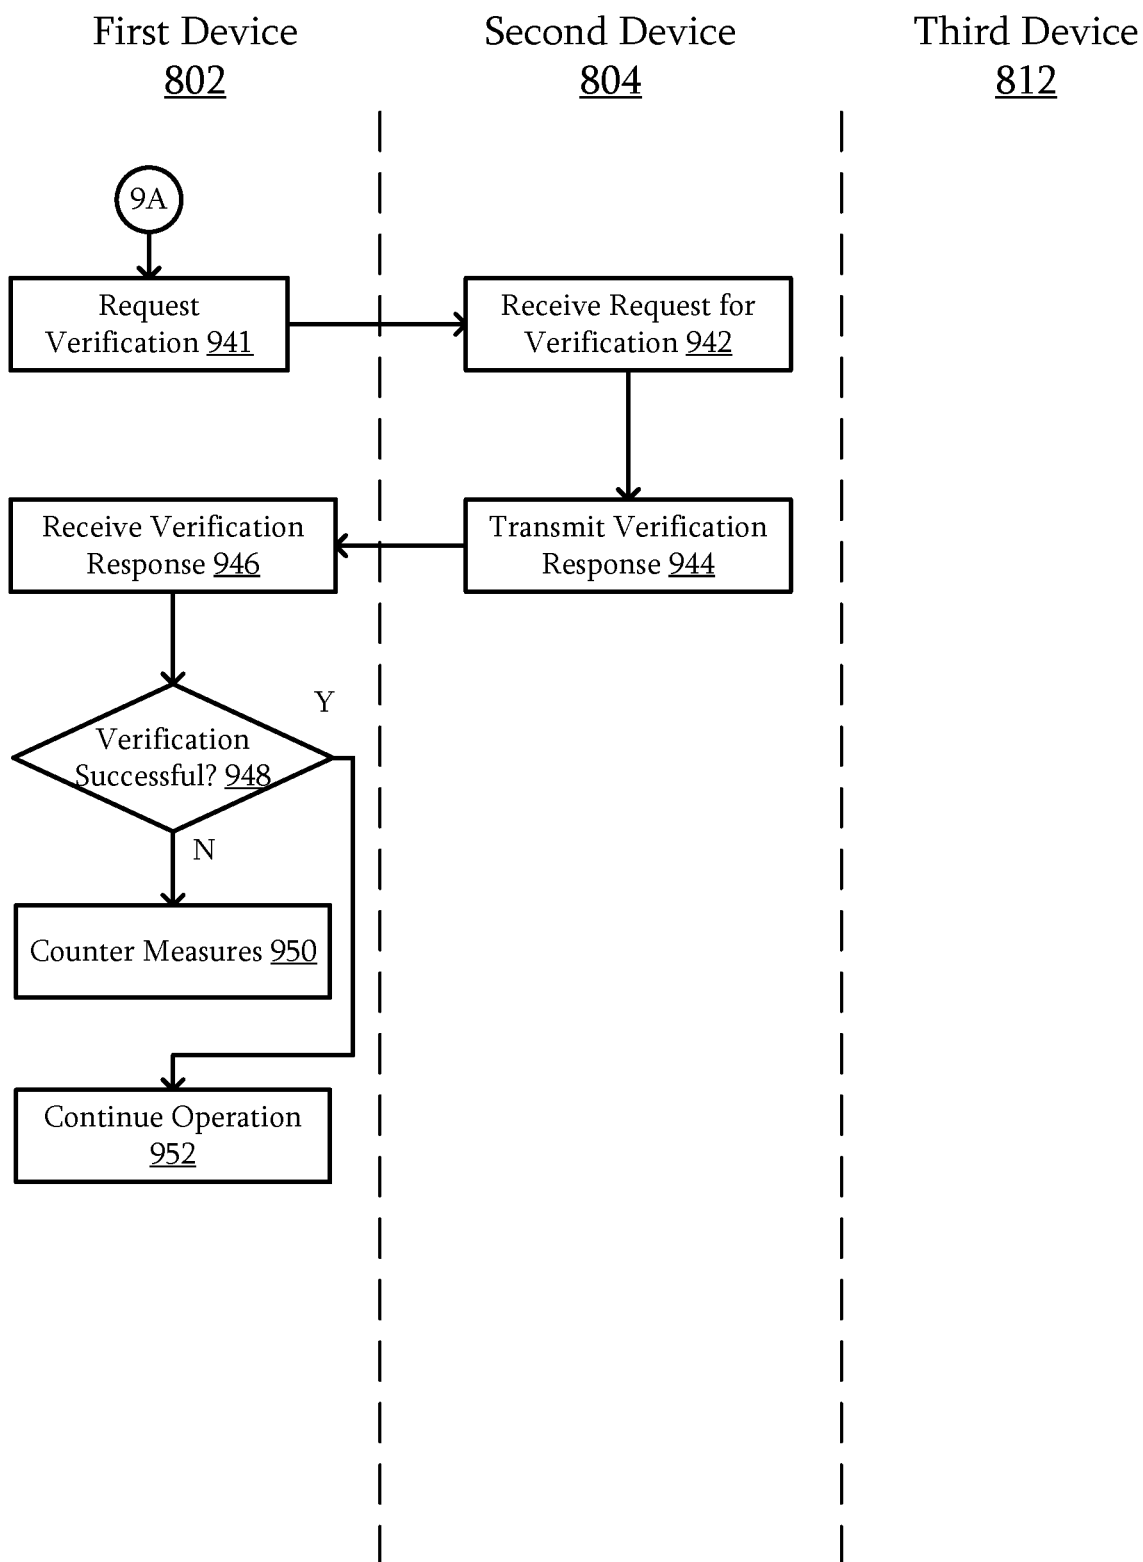 First Device
802
Second Device
804
Third Device
812
9A
Request
Verification 941
Receive Request for
Verification 942
Receive Verification
Response 946
Transmit Verification
Response 944
Y
Verification
Successful? 948
N
Counter Measures 950
Continue Operation
952